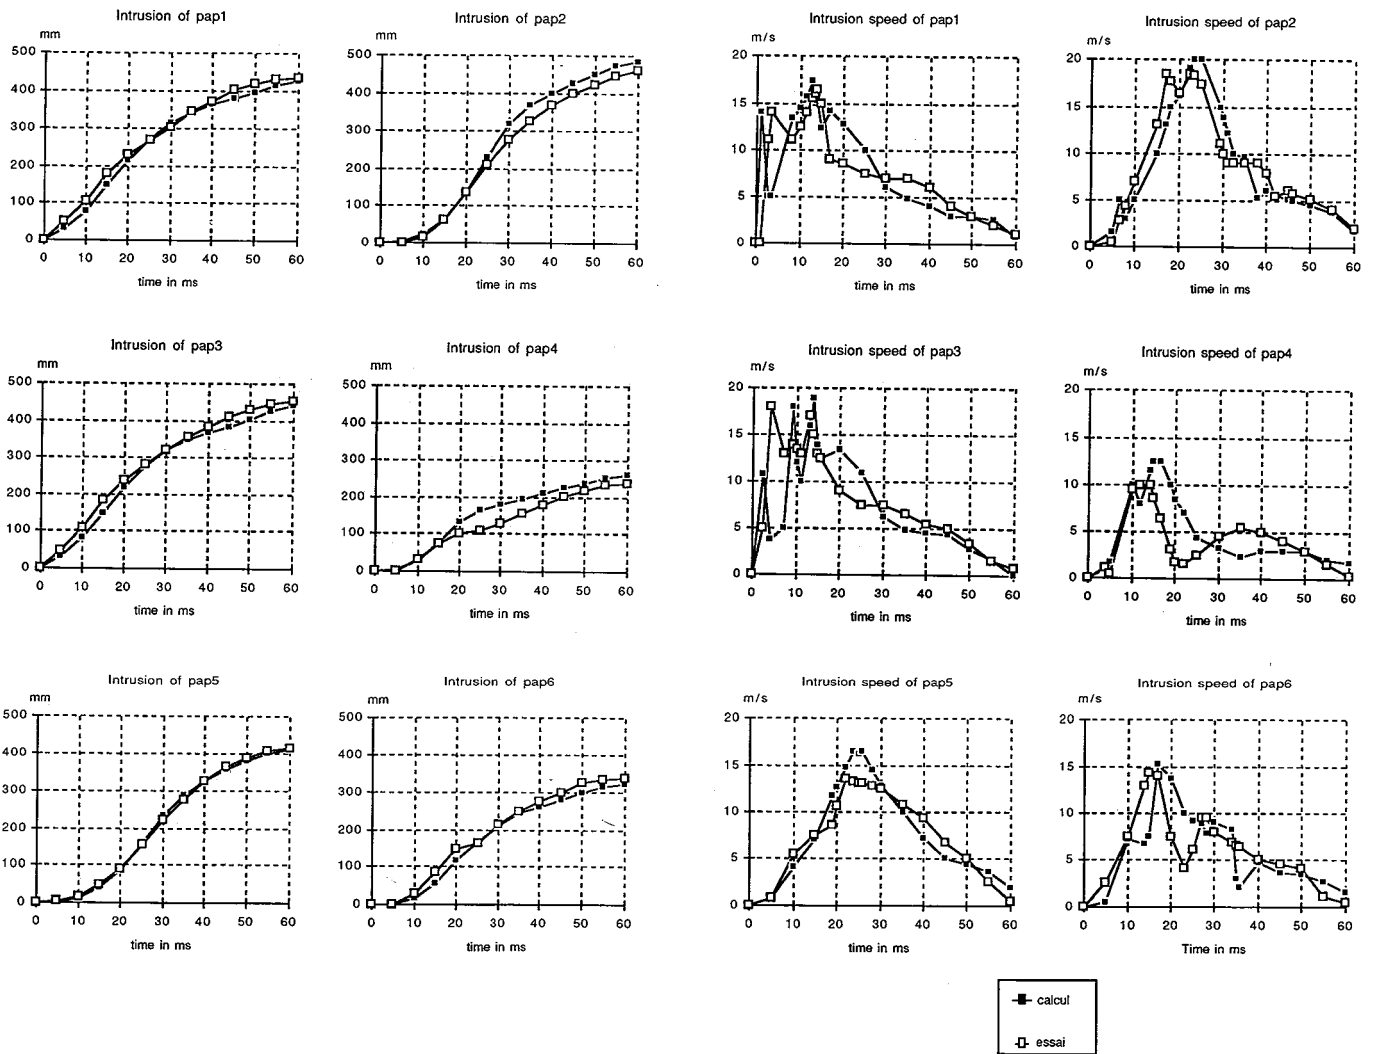 Intrusion of pap1
mm
500
400
300
200
100
0
0 10 20 30 40 50 60
time in ms
Intrusion of pap2
mm
500
400
300
200
100
0
0 10 20 30 40 50 60
time in ms
Intrusion speed of pap1
m/s
20
15
10
5
0
0 10 20 30 40 50 60
time in ms
Intrusion speed of pap2
m/s
20
15
10
5
0
0 10 20 30 40 50 60
time in ms
Intrusion of pap3
mm
500
400
300
200
100
0
0 10 20 30 40 50 60
time in ms
Intrusion of pap4
mm
500
400
300
200
100
0
0 10 20 30 40 50 60
time in ms
Intrusion speed of pap3
m/s
20
15
10
5
0
0 10 20 30 40 50 60
time in ms
Intrusion speed of pap4
m/s
20
15
10
5
0
0 10 20 30 40 50 60
time in ms
Intrusion of pap5
mm
500
400
300
200
100
0
0 10 20 30 40 50 60
time in ms
Intrusion of pap6
mm
500
400
300
200
100
0
0 10 20 30 40 50 60
time in ms
Intrusion speed of pap5
m/s
20
15
10
5
0
0 10 20 30 40 50 60
time in ms
Intrusion speed of pap6
m/s
20
15
10
5
0
0 10 20 30 40 50 60
Time in ms
calcul
essai